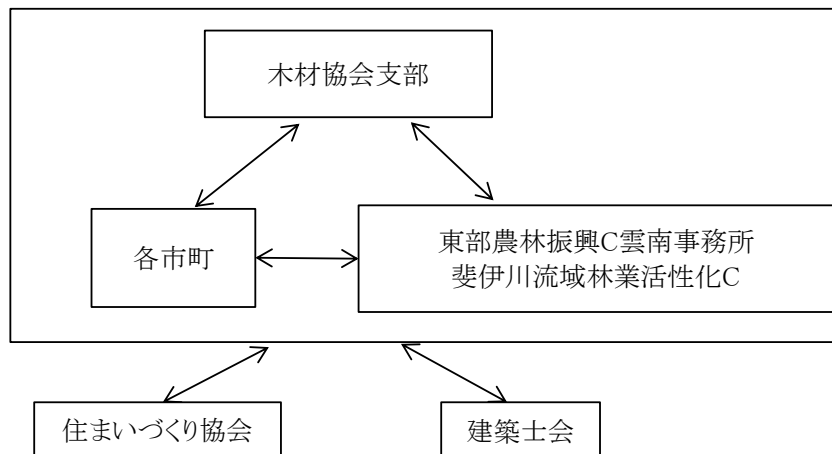 木材協会支部
各市町
東部農林振興C雲南事務所
斐伊川流域林業活性化C
住まいづくり協会
建築士会